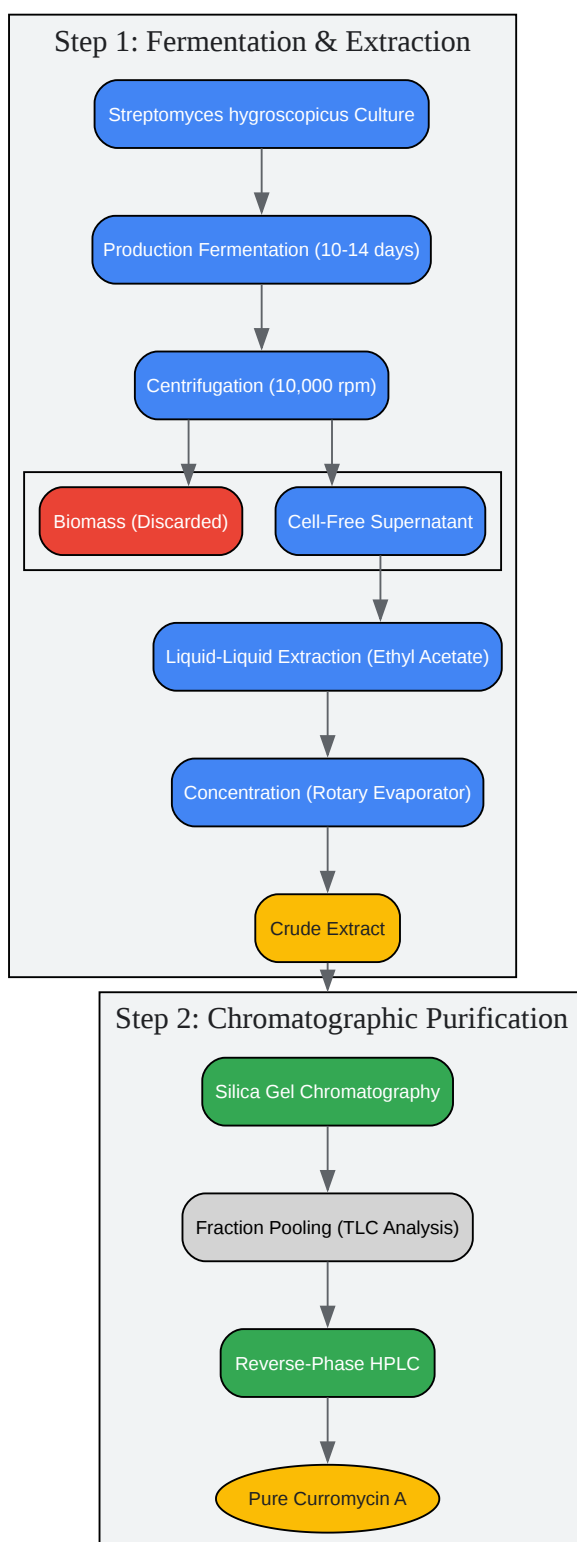 Step 1: Fermentation & Extraction
Streptomyces hygroscopicus Culture
Production Fermentation (10-14 days)
Centrifugation (10,000 rpm)
Biomass (Discarded)
Cell-Free Supernatant
Liquid-Liquid Extraction (Ethyl Acetate)
Concentration (Rotary Evaporator)
Crude Extract
Step 2: Chromatographic Purification
Silica Gel Chromatography
Fraction Pooling (TLC Analysis)
Reverse-Phase HPLC
Pure Curromycin A